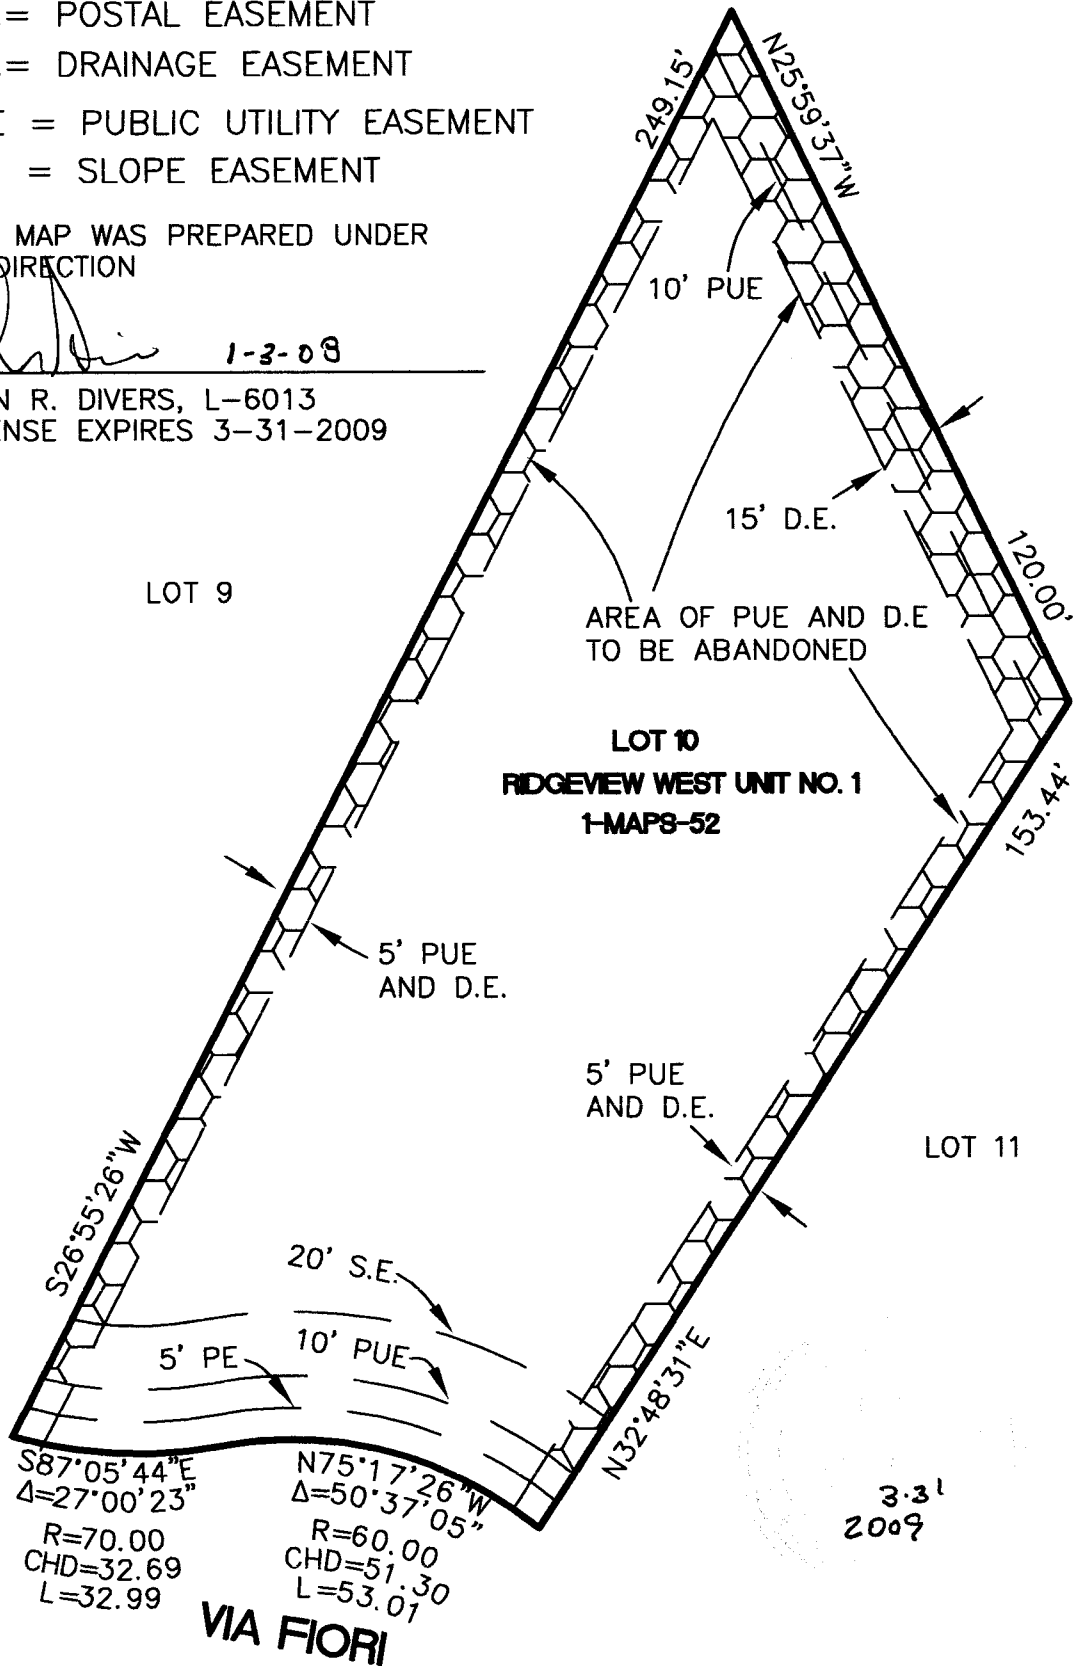 = POSTAL EASEMENT
= DRAINAGE EASEMENT
= PUBLIC UTILITY EASEMENT
= SLOPE EASEMENT
MAP WAS PREPARED UNDER
DIRECTION
1-3-08
N R. DIVERS, L-6013
ENSE EXPIRES 3-31-2009
249.15'
N25°59'37"W
10' PUE
15' D.E.
120.00'
LOT 9
AREA OF PUE AND D.E
TO BE ABANDONED
LOT 10
RIDGEVIEW WEST UNIT NO. 1
1-MAPS-52
153.44'
5' PUE
AND D.E.
5' PUE
AND D.E.
LOT 11
S26°55'26"W
20' S.E.
10' PUE
5' PE
N32°48'31"E
S87°05'44"E
Δ=27°00'23"
R=70.00
CHD=32.69
L=32.99
N75°17'26"W
Δ=50°37'05"
R=60.00
CHD=51.30
L=53.01
3.31
2009
VIA FIORI